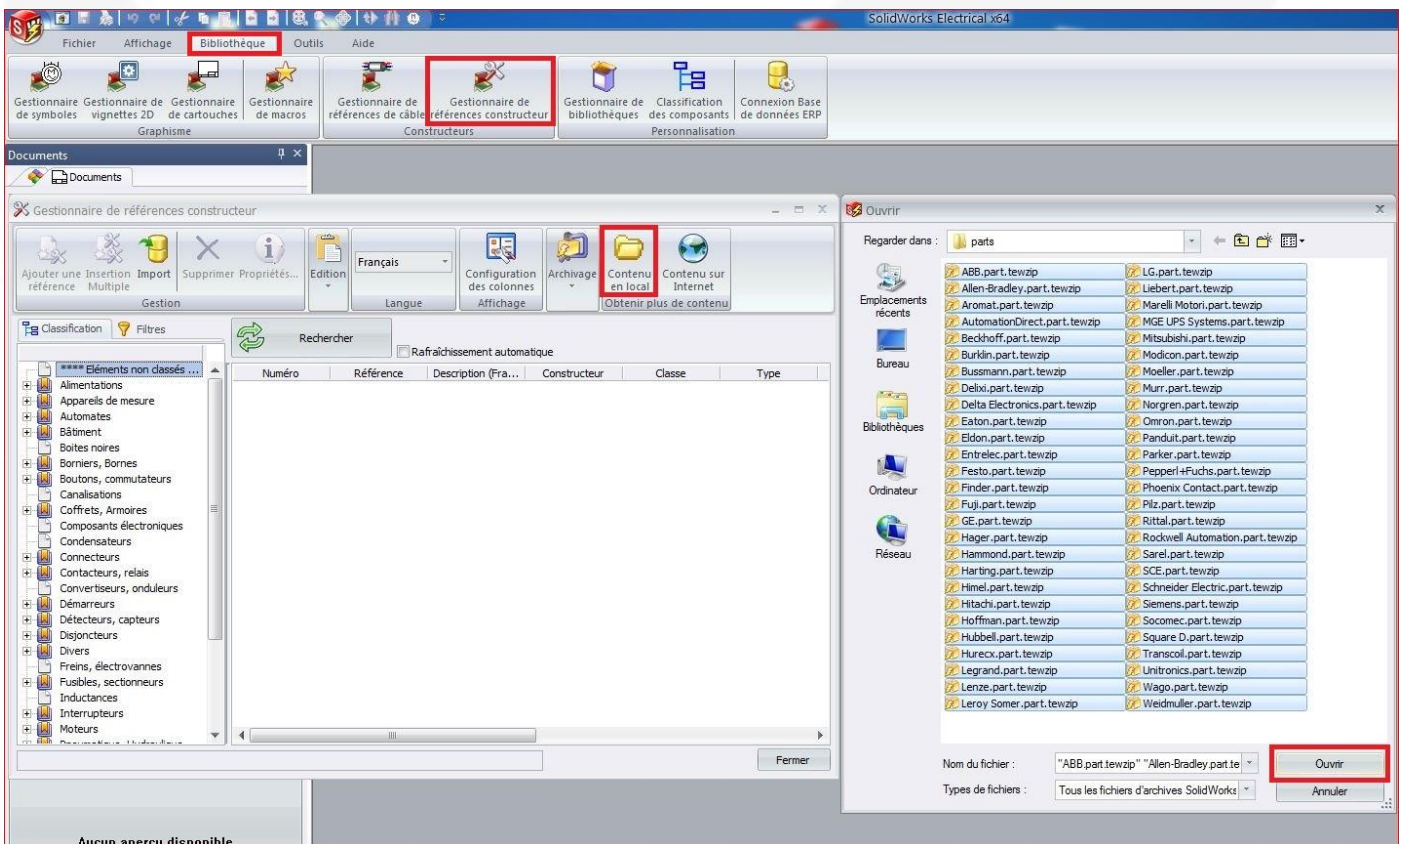 SolidWorks Electrical x64
Fichier Affichage Bibliothèque Outils Aide
Gestionnaire de symboles
Gestionnaire de vignettes 2D
Gestionnaire de cartouches
Gestionnaire de macros
Graphisme
Gestionnaire de références de câble
Gestionnaire de références constructeur
Constructeurs
Gestionnaire de bibliothèques
Classification des composants
Connexion Base de données ERP
Personnalisation
Documents
Documents
Gestionnaire de références constructeur
Ajouter une référence
Insertion Multiple
Import
Supprimer
Propriétés...
Gestion
Edition
Français
Langue
Configuration des colonnes
Affichage
Archivage
Contenu en local
Contenu sur Internet
Obtenir plus de contenu
Classification
Filtres
Rechercher
Rafraîchissement automatique
Numéro Référence Description (Fra... Constructeur Classe Type
**** Eléments non classés ...
Alimentations
Appareils de mesure
Automates
Bâtiment
Boites noires
Borniers, Bornes
Boutons, commutateurs
Canalisations
Coffrets, Armoires
Composants électroniques
Condensateurs
Connecteurs
Contacteurs, relais
Convertiseurs, onduleurs
Démarreurs
Détecteurs, capteurs
Disjoncteurs
Divers
Freins, électrovannes
Fusibles, sectionneurs
Inductances
Interrupteurs
Moteurs
Fermer
Aucun aperçu disponible
Ouvrir
Regarder dans :
parts
Emplacements récents
Bureau
Bibliothèques
Ordinateur
Réseau
ABB.part.tewzip
Allen-Bradley.part.tewzip
Aromat.part.tewzip
AutomationDirect.part.tewzip
Beckhoff.part.tewzip
Burklin.part.tewzip
Bussmann.part.tewzip
Delixi.part.tewzip
Delta Electronics.part.tewzip
Eaton.part.tewzip
Eldon.part.tewzip
Entrelec.part.tewzip
Festo.part.tewzip
Finder.part.tewzip
Fuji.part.tewzip
GE.part.tewzip
Hager.part.tewzip
Hammond.part.tewzip
Harting.part.tewzip
Himel.part.tewzip
Hitachi.part.tewzip
Hoffman.part.tewzip
Hubbell.part.tewzip
Hurecx.part.tewzip
Legrand.part.tewzip
Lenze.part.tewzip
Leroy Somer.part.tewzip
LG.part.tewzip
Liebert.part.tewzip
Marelli Motori.part.tewzip
MGE UPS Systems.part.tewzip
Mitsubishi.part.tewzip
Modicon.part.tewzip
Moeller.part.tewzip
Murr.part.tewzip
Norgren.part.tewzip
Omron.part.tewzip
Panduit.part.tewzip
Parker.part.tewzip
Pepperl+Fuchs.part.tewzip
Phoenix Contact.part.tewzip
Pilz.part.tewzip
Rittal.part.tewzip
Rockwell Automation.part.tewzip
Sarel.part.tewzip
SCE.part.tewzip
Schneider Electric.part.tewzip
Siemens.part.tewzip
Socomec.part.tewzip
Square D.part.tewzip
Transcoil.part.tewzip
Unitronics.part.tewzip
Wago.part.tewzip
Weidmuller.part.tewzip
Nom du fichier :
"ABB.part.tewzip" "Allen-Bradley.part.te
Ouvrir
Types de fichiers :
Tous les fichiers d'archives SolidWorks
Annuler